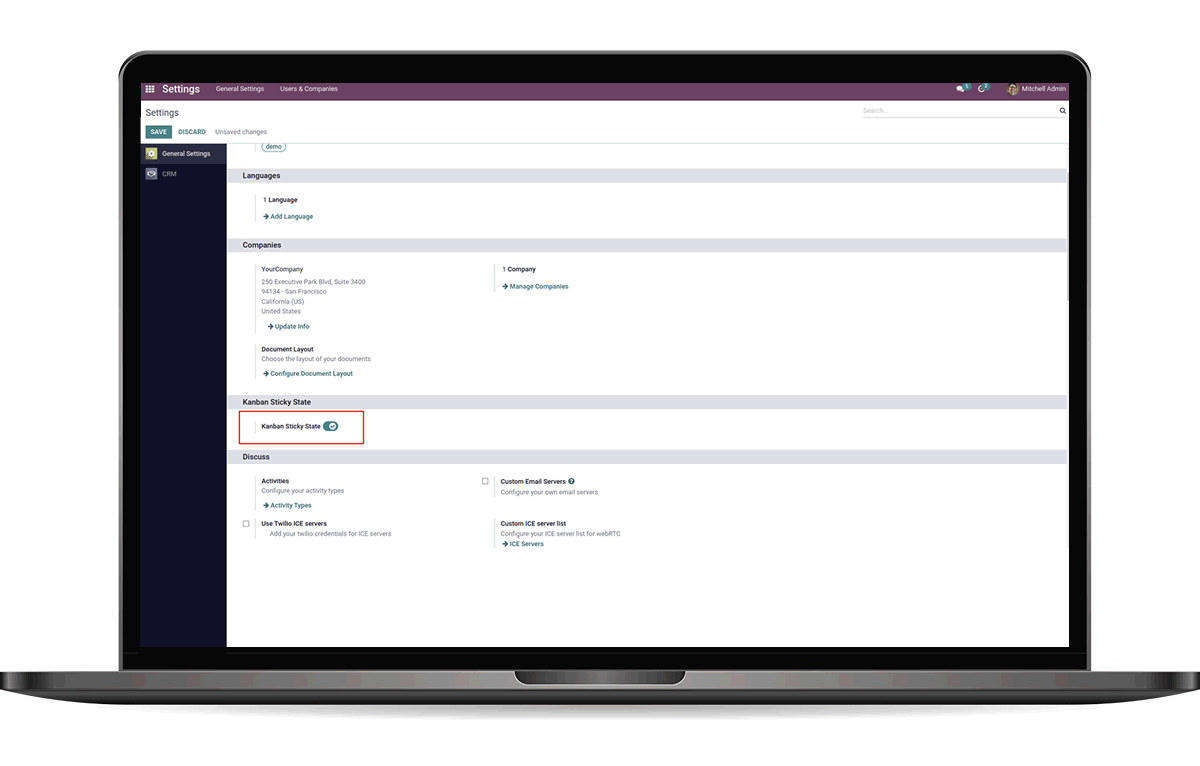 Settings General Settings Users & Companies 5 2 Mitchell Admin
Settings Search...
SAVE DISCARD Unsaved changes
General Settings
CRM
demo
Languages
1 Language
Add Language
Companies
YourCompany
250 Executive Park Blvd, Suite 3400
94134 - San Francisco
California (US)
United States
Update Info
1 Company
Manage Companies
Document Layout
Choose the layout of your documents
Configure Document Layout
Kanban Sticky State
Kanban Sticky State
Discuss
Activities
Configure your activity types
Activity Types
Custom Email Servers ?
Configure your own email servers
Use Twilio ICE servers
Add your twilio credentials for ICE servers
Custom ICE server list
Configure your ICE server list for webRTC
ICE Servers